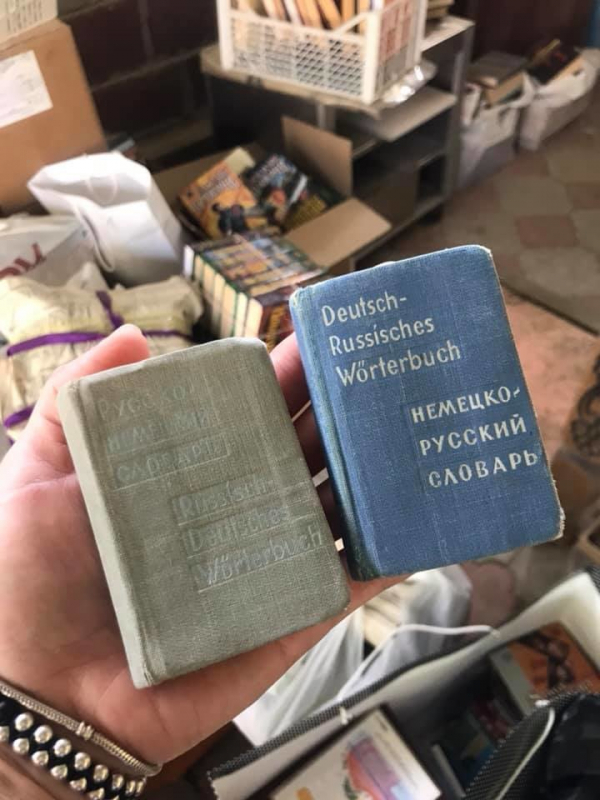 Русско-
немецкий
словарь
Russisch-
Deutsches
Wörterbuch
Deutsch-
Russisches
Wörterbuch
НЕМЕЦКО-
РУССКИЙ
СЛОВАРЬ